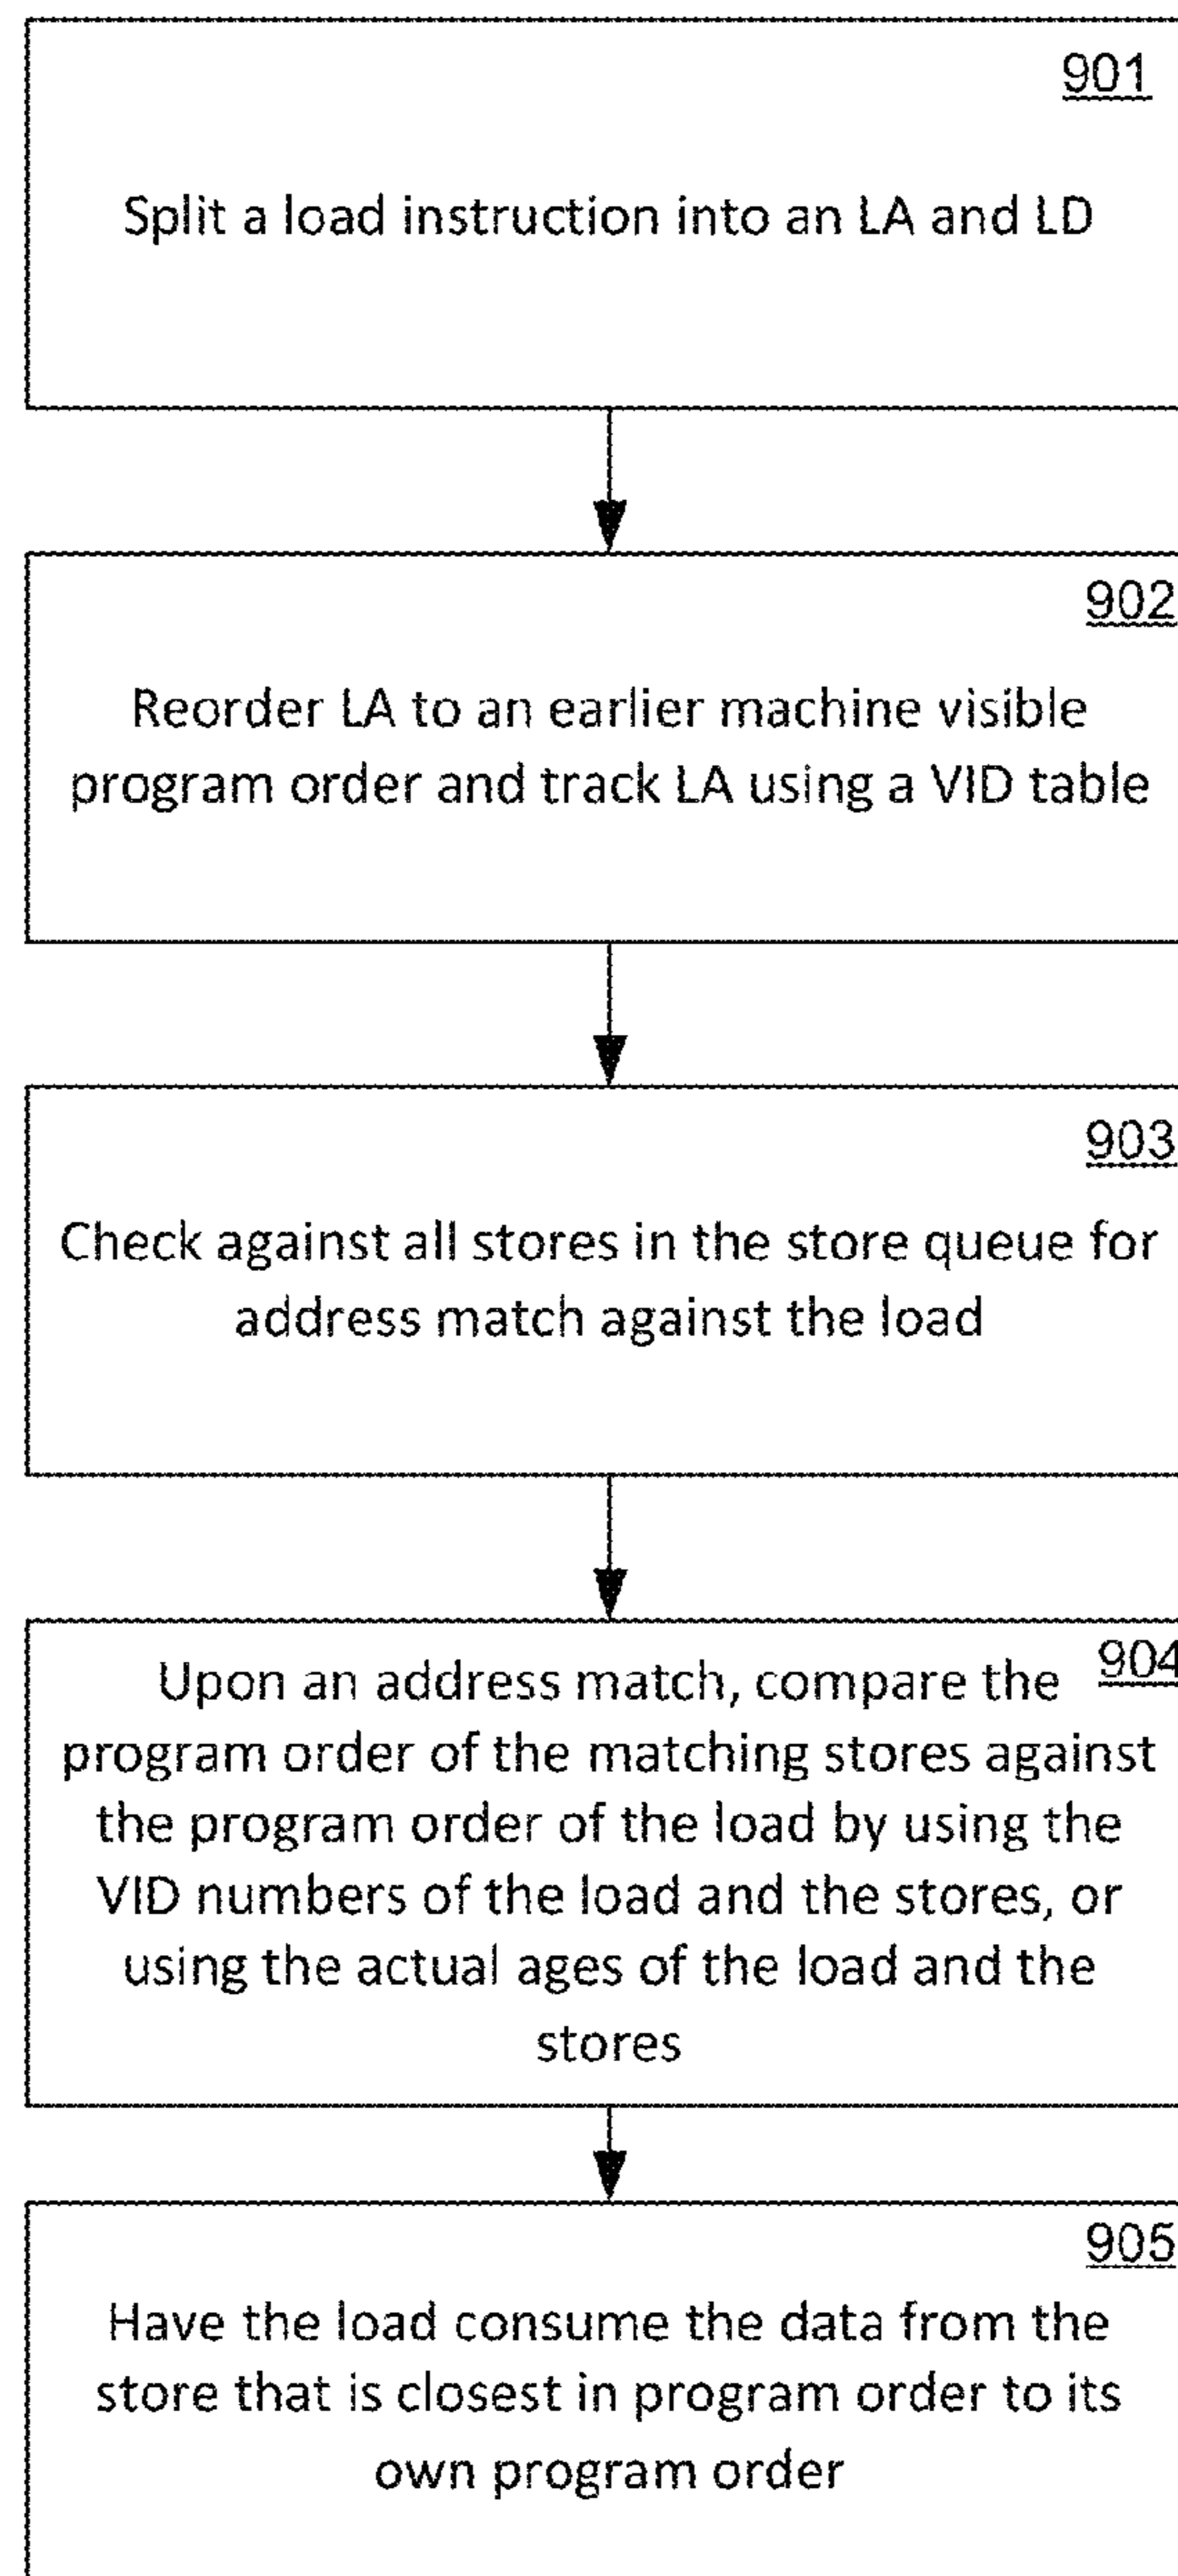 901
Split a load instruction into an LA and LD
902
Reorder LA to an earlier machine visible
program order and track LA using a VID table
903
Check against all stores in the store queue for
address match against the load
904
Upon an address match, compare the
program order of the matching stores against
the program order of the load by using the
VID numbers of the load and the stores, or
using the actual ages of the load and the
stores
905
Have the load consume the data from the
store that is closest in program order to its
own program order